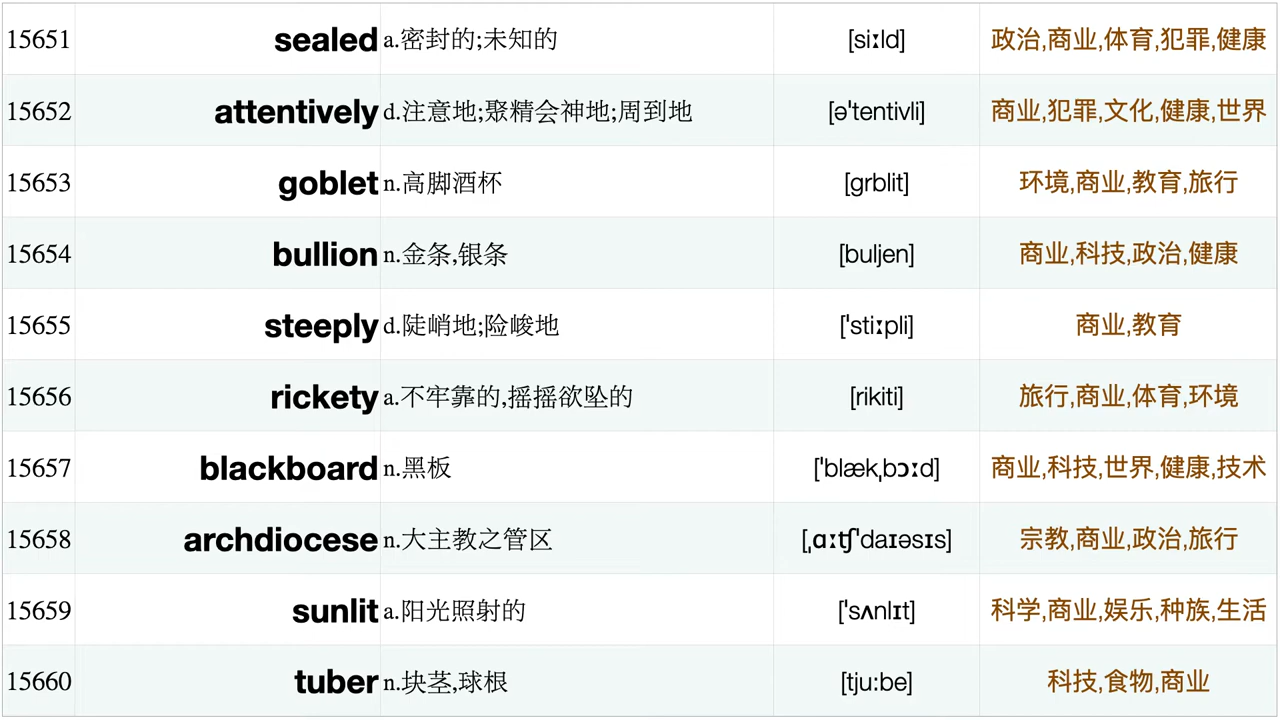 15651 sealed a.密封的;未知的 [siːld] 政治,商业,体育,犯罪,健康
15652 attentively d.注意地;聚精会神地;周到地 [ə'tentivli] 商业,犯罪,文化,健康,世界
15653 goblet n.高脚酒杯 [grblit] 环境,商业,教育,旅行
15654 bullion n.金条,银条 [buljen] 商业,科技,政治,健康
15655 steeply d.陡峭地;险峻地 ['stiːpli] 商业,教育
15656 rickety a.不牢靠的,摇摇欲坠的 [rikiti] 旅行,商业,体育,环境
15657 blackboard n.黑板 [ˈblækˌbɔːd] 商业,科技,世界,健康,技术
15658 archdiocese n.大主教之管区 [ˌɑːʧˈdaɪəsɪs] 宗教,商业,政治,旅行
15659 sunlit a.阳光照射的 [ˈsʌnlɪt] 科学,商业,娱乐,种族,生活
15660 tuber n.块茎,球根 [tju:be] 科技,食物,商业